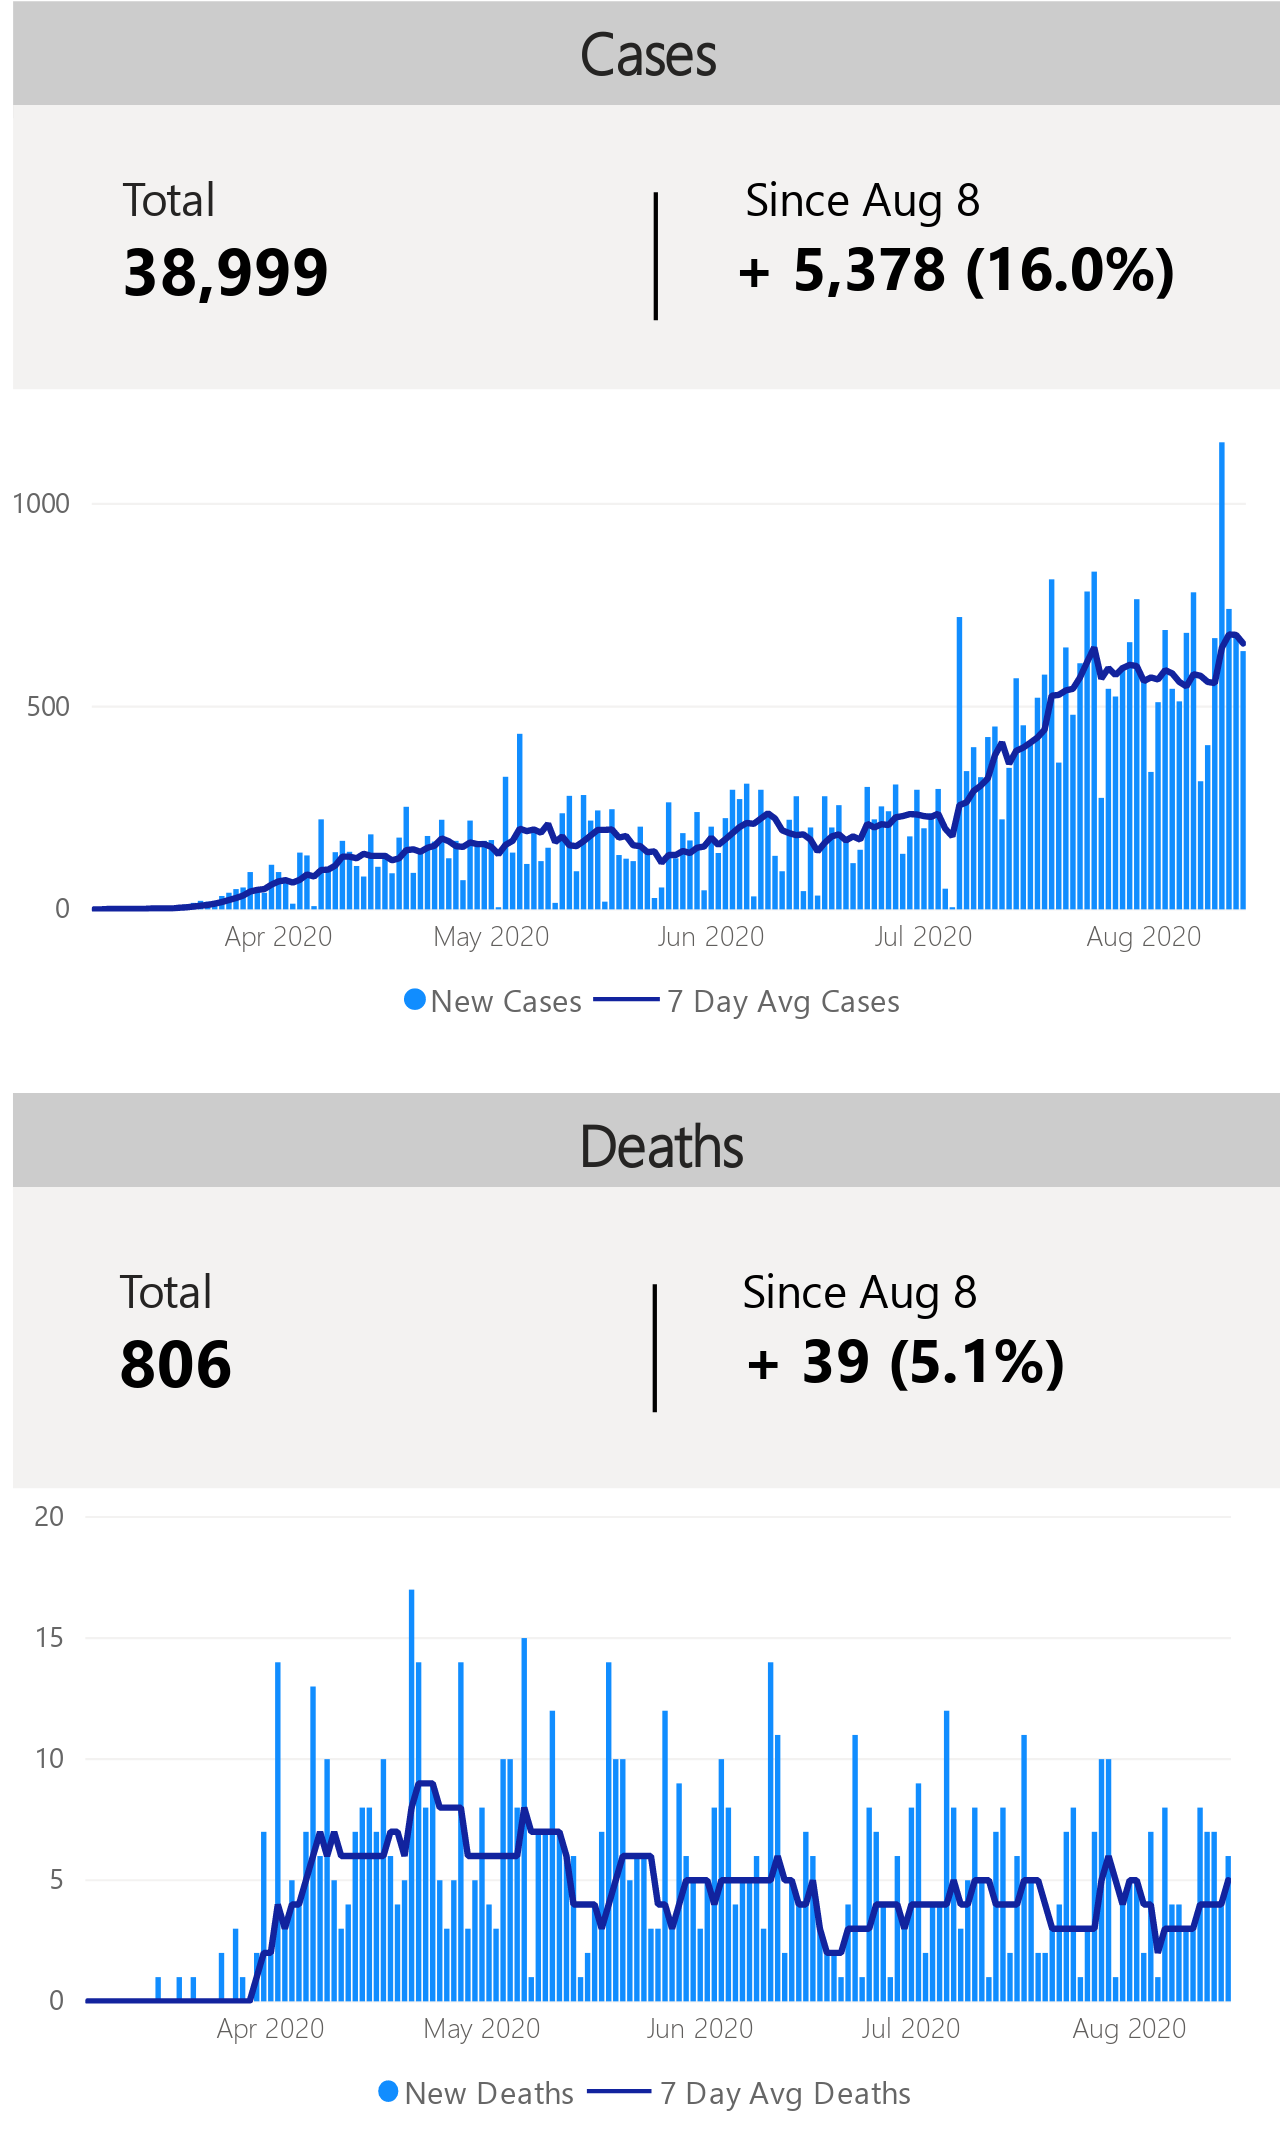 Cases
Total
38,999
Since Aug 8
+ 5,378 (16.0%)
1000
500
0
Apr 2020 May 2020 Jun 2020 Jul 2020 Aug 2020
New Cases 7 Day Avg Cases
Deaths
Total
806
Since Aug 8
+ 39 (5.1%)
20
15
10
5
0
Apr 2020 May 2020 Jun 2020 Jul 2020 Aug 2020
New Deaths 7 Day Avg Deaths